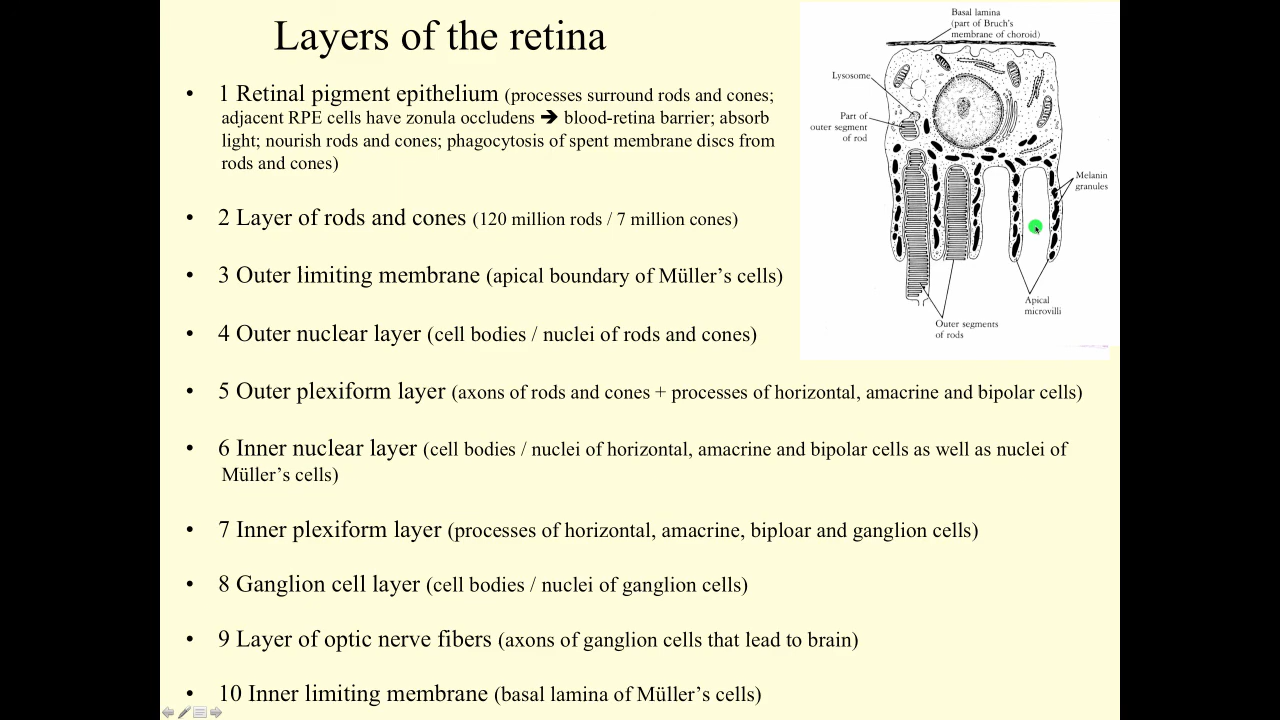 Layers of the retina
• 1 Retinal pigment epithelium (processes surround rods and cones;
adjacent RPE cells have zonula occludens ➔ blood-retina barrier; absorb
light; nourish rods and cones; phagocytosis of spent membrane discs from
rods and cones)
• 2 Layer of rods and cones (120 million rods / 7 million cones)
• 3 Outer limiting membrane (apical boundary of Müller’s cells)
• 4 Outer nuclear layer (cell bodies / nuclei of rods and cones)
• 5 Outer plexiform layer (axons of rods and cones + processes of horizontal, amacrine and bipolar cells)
• 6 Inner nuclear layer (cell bodies / nuclei of horizontal, amacrine and bipolar cells as well as nuclei of
Müller’s cells)
• 7 Inner plexiform layer (processes of horizontal, amacrine, biploar and ganglion cells)
• 8 Ganglion cell layer (cell bodies / nuclei of ganglion cells)
• 9 Layer of optic nerve fibers (axons of ganglion cells that lead to brain)
• 10 Inner limiting membrane (basal lamina of Müller’s cells)
Basal lamina
(part of Bruch's
membrane of choroid)
Lysosome
Part of
outer segment
of rod
Melanin
granules
Apical
microvilli
Outer segments
of rods